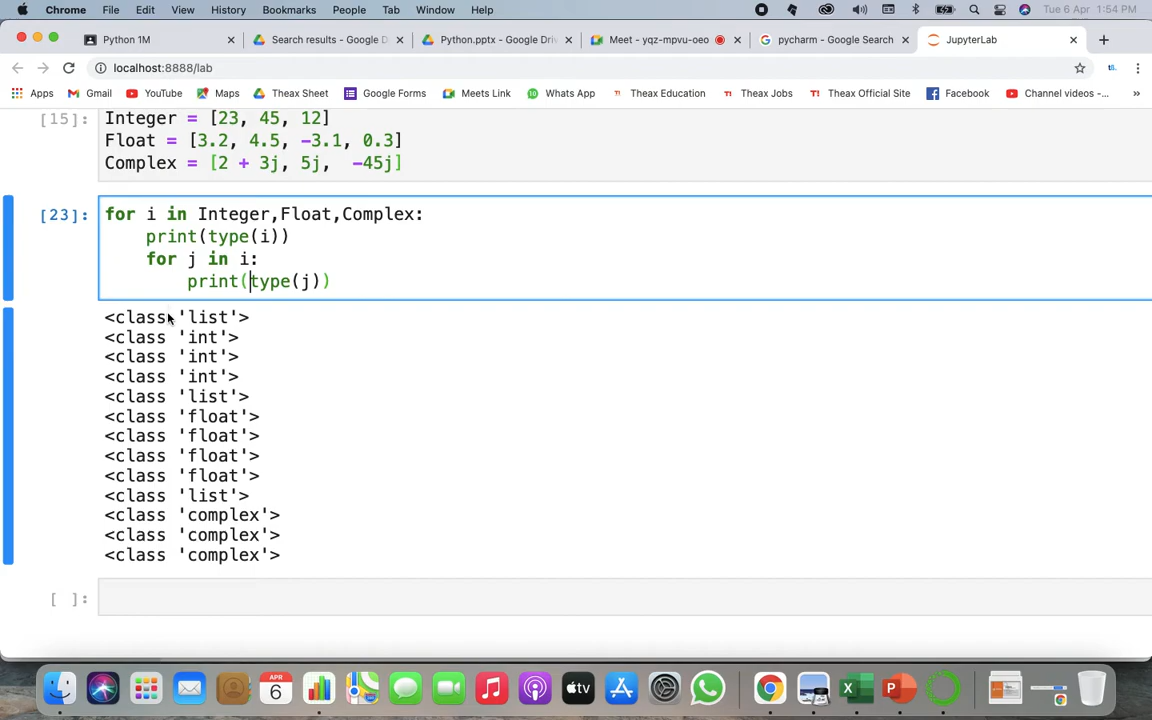 Chrome File Edit View History Bookmarks People Tab Window Help Tue 6 Apr 1:54 PM
Python 1M Search results - Google D Python.pptx - Google Driv Meet - yqz-mpvu-oeo pycharm - Google Search JupyterLab
localhost:8888/lab
Apps Gmail YouTube Maps Theax Sheet Google Forms Meets Link Whats App Theax Education Theax Jobs Theax Official Site Facebook Channel videos -... »
[15]: Integer = [23, 45, 12]
Float = [3.2, 4.5, -3.1, 0.3]
Complex = [2 + 3j, 5j,  -45j]
[23]: for i in Integer,Float,Complex:
    print(type(i))
    for j in i:
        print(type(j))
<class 'list'>
<class 'int'>
<class 'int'>
<class 'int'>
<class 'list'>
<class 'float'>
<class 'float'>
<class 'float'>
<class 'float'>
<class 'list'>
<class 'complex'>
<class 'complex'>
<class 'complex'>
[ ]:
APR
6
tv